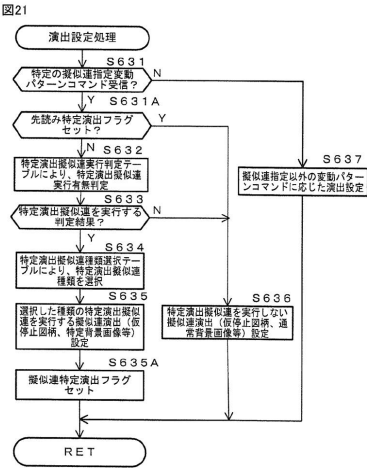 図21
演出設定処理
S631
特定の擬似連指定変動
パターンコマンド受信？
N
Y
S631A
先読み特定演出フラグ
セット？
Y
N
S632
特定演出擬似連実行判定テー
ブルにより、特定演出擬似連
実行有無判定
S637
擬似連指定以外の変動パター
ンコマンドに応じた演出設定
S633
特定演出擬似連を実行する
判定結果？
N
Y
S634
特定演出擬似連種類選択テー
ブルにより、特定演出擬似連
種類を選択
S635
選択した種類の特定演出擬似
連を実行する擬似連演出（仮
停止図柄、特定背景画像等）
設定
S636
特定演出擬似連を実行しない
擬似連演出（仮停止図柄、通
常背景画像等）設定
S635A
擬似連特定演出フラグ
セット
RET